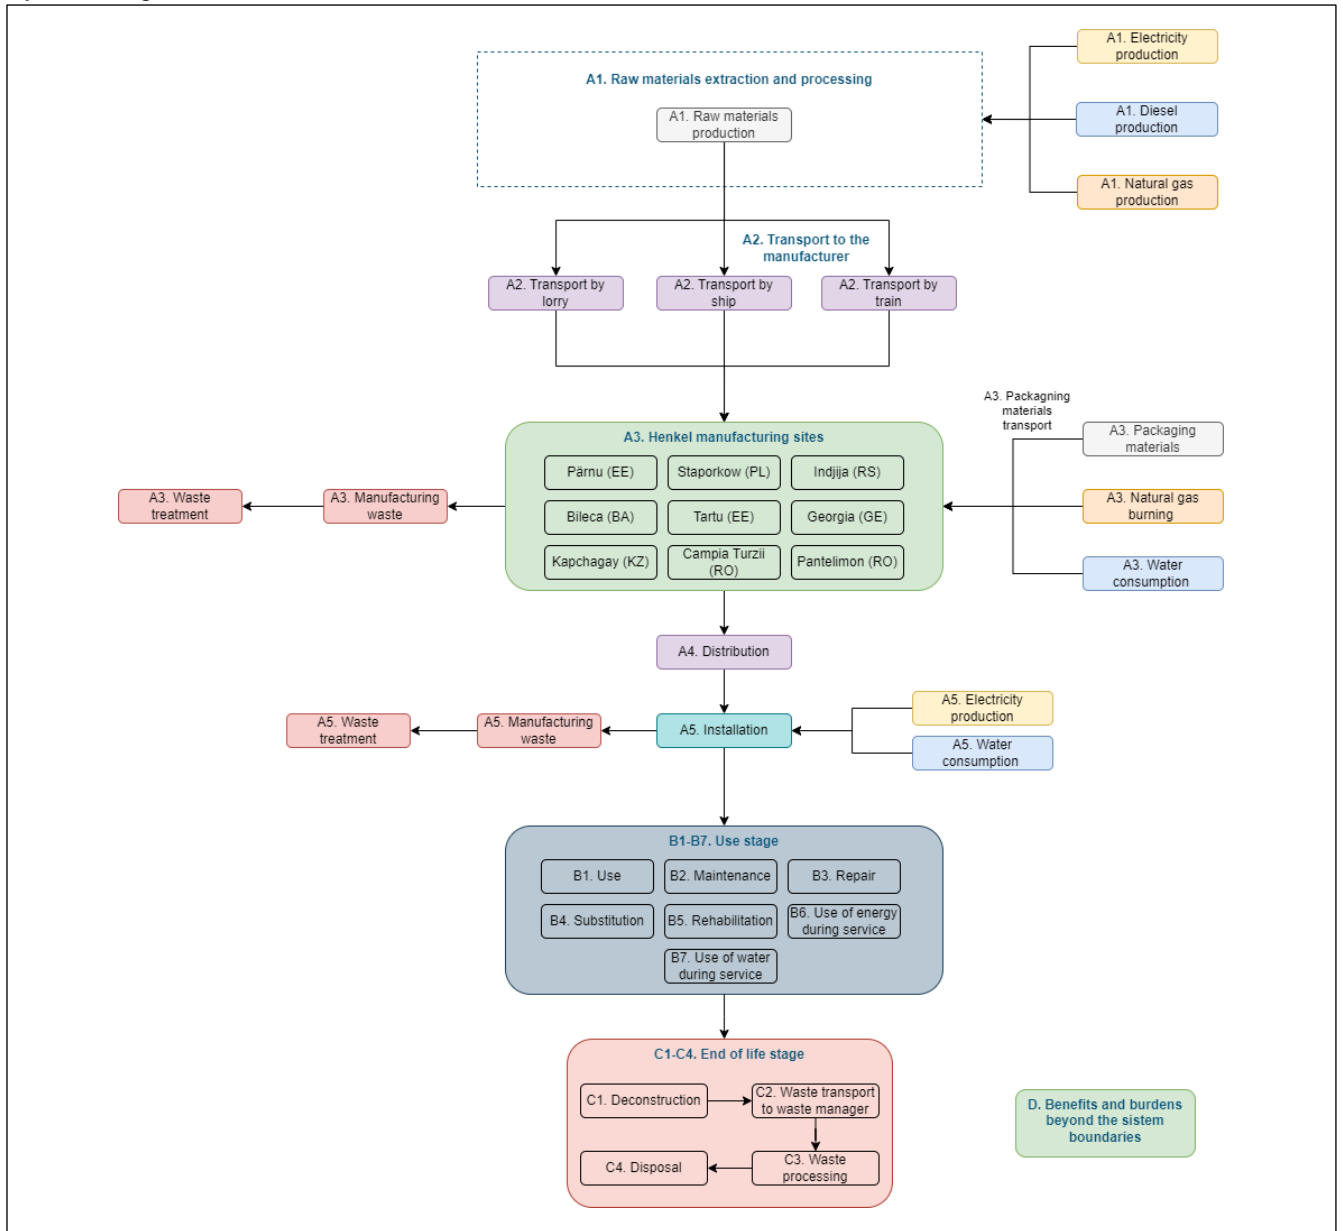 A1. Electricity
production
A1. Raw materials extraction and processing
A1. Raw materials
production
A1. Diesel
production
A1. Natural gas
production
A2. Transport to the
manufacturer
A2. Transport by
lorry
A2. Transport by
ship
A2. Transport by
train
A3. Packagning
materials
transport
A3. Packaging
materials
A3. Henkel manufacturing sites
Pärnu (EE)
Staporkow (PL)
Indjija (RS)
A3. Waste
treatment
A3. Manufacturing
waste
Bileca (BA)
Tartu (EE)
Georgia (GE)
A3. Natural gas
burning
Kapchagay (KZ)
Campia Turzii
(RO)
Pantelimon (RO)
A3. Water
consumption
A4. Distribution
A5. Waste
treatment
A5. Manufacturing
waste
A5. Installation
A5. Electricity
production
A5. Water
consumption
B1-B7. Use stage
B1. Use
B2. Maintenance
B3. Repair
B4. Substitution
B5. Rehabilitation
B6. Use of energy
during service
B7. Use of water
during service
C1-C4. End of life stage
C1. Deconstruction
C2. Waste transport
to waste manager
C4. Disposal
C3. Waste
processing
D. Benefits and burdens
beyond the sistem
boundaries